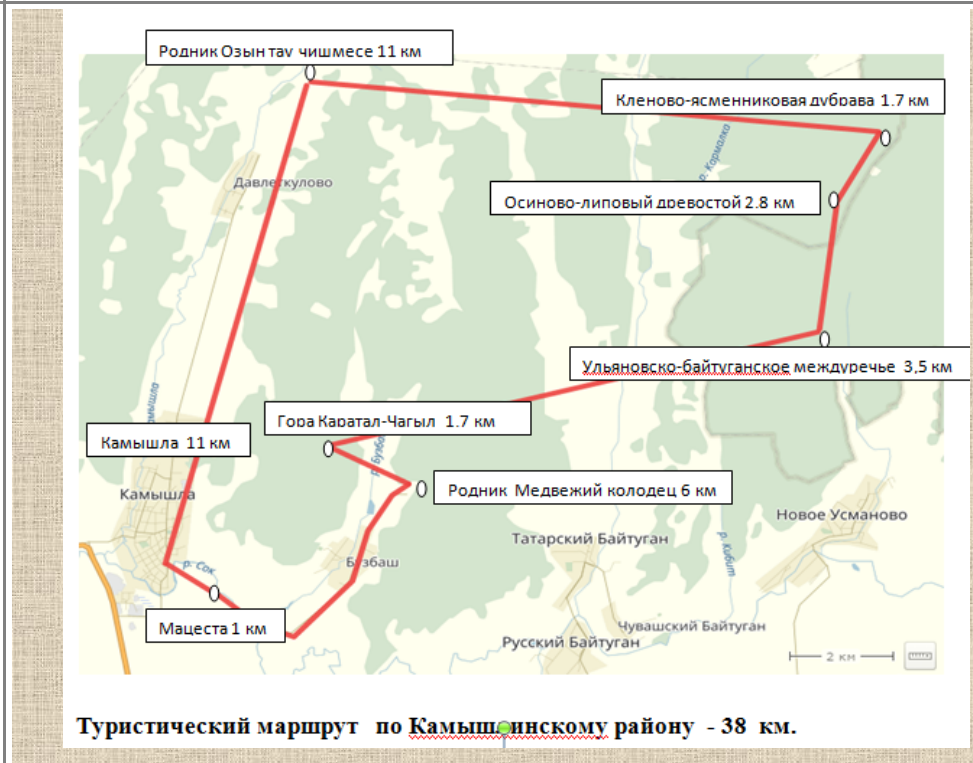 Родник Озын тау чишмесе 11 км
Кленово-ясменниковая дубрава 1.7 км
р. Кармалка
Давлеткулово
Осиново-липовый древостой 2.8 км
Ульяновско-байтуганское междуречье 3,5 км
Гора Каратал-Чагыл 1.7 км
Камышла 11 км
Родник Медвежий колодец 6 км
Камышла
Новое Усманово
Татарский Байтуган
р. Кибит
Бузбаш
р. Сок
Мацеста 1 км
Чувашский Байтуган
Русский Байтуган
2 км
Туристический маршрут по Камышлинскому району - 38 км.